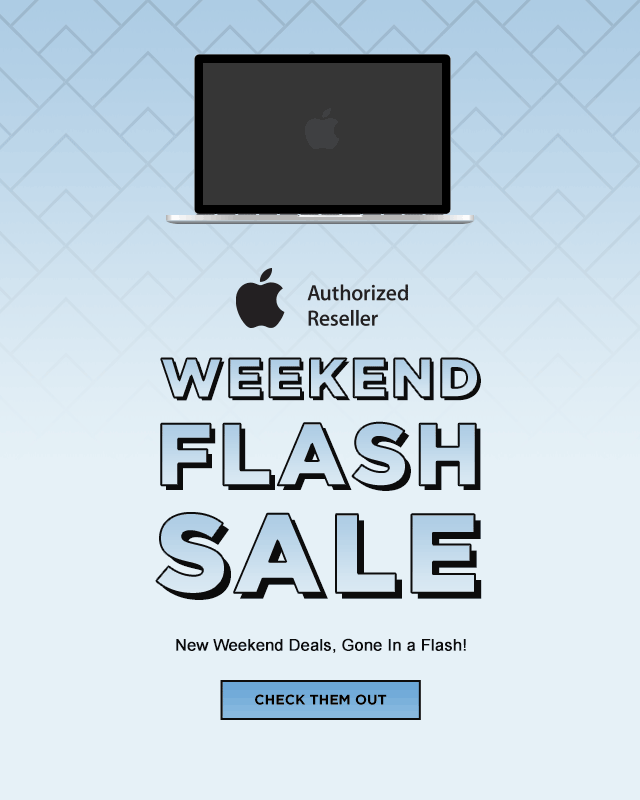 Authorized
Reseller
WEEKEND
FLASH
SALE
New Weekend Deals, Gone In a Flash!
CHECK THEM OUT